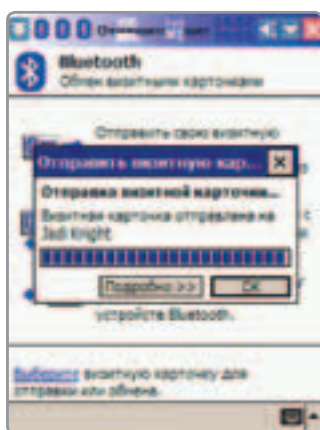 Bluetooth
Обмен визитными карточками
Отправить свою визитную
Отправить визитную кар...
Отправка визитной карточки...
Визитная карточка отправлена на
Jedi Knight
Подробно >> OK
устройств Bluetooth.
Выберите визитную карточку для
отправки или обмена.